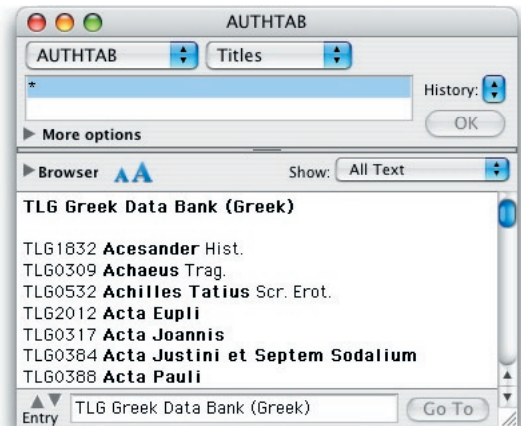 AUTHTAB
AUTHTAB Titles
*
History:
OK
More options
Browser AA Show: All Text
TLG Greek Data Bank (Greek)
TLG1832 Acesander Hist.
TLG0309 Achaeus Trag.
TLG0532 Achilles Tatius Scr. Erot.
TLG2012 Acta Eupli
TLG0317 Acta Joannis
TLG0384 Acta Justini et Septem Sodalium
TLG0388 Acta Pauli
Entry TLG Greek Data Bank (Greek) Go To